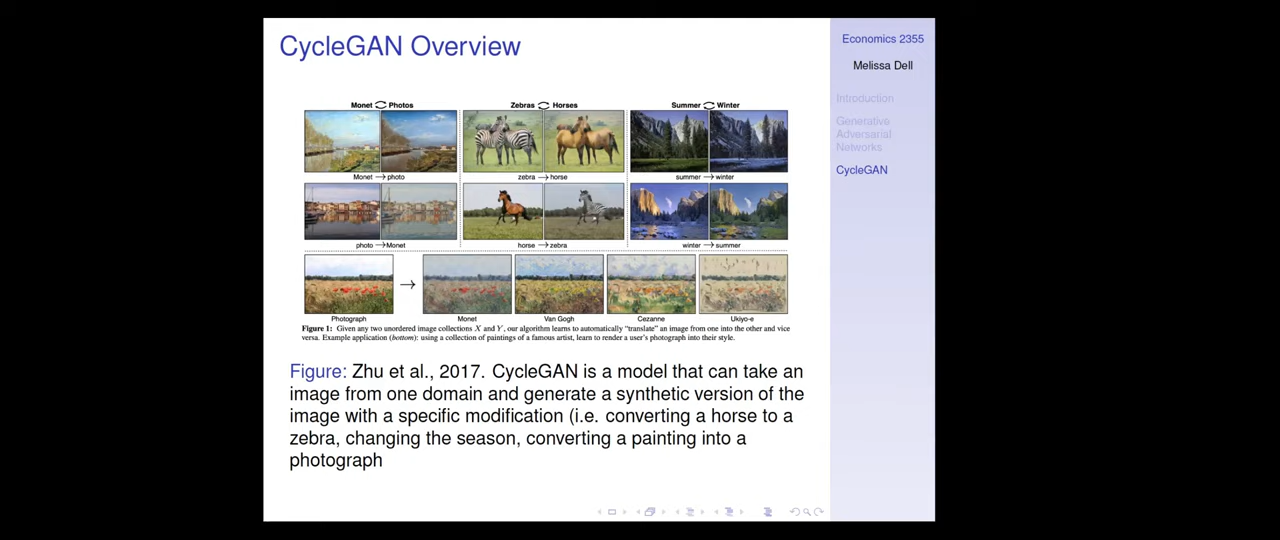 CycleGAN Overview
Economics 2355
Melissa Dell
Introduction
Generative
Adversarial
Networks
CycleGAN
Monet Photos
Zebras Horses
Summer Winter
Monet → photo
zebra → horse
summer → winter
photo → Monet
horse → zebra
winter → summer
→
Photograph
Monet
Van Gogh
Cezanne
Ukiyo-e
Figure 1: Given any two unordered image collections X and Y, our algorithm learns to automatically “translate” an image from one into the other and vice
versa. Example application (bottom): using a collection of paintings of a famous artist, learn to render a user's photograph into their style.
Figure: Zhu et al., 2017. CycleGAN is a model that can take an
image from one domain and generate a synthetic version of the
image with a specific modification (i.e. converting a horse to a
zebra, changing the season, converting a painting into a
photograph